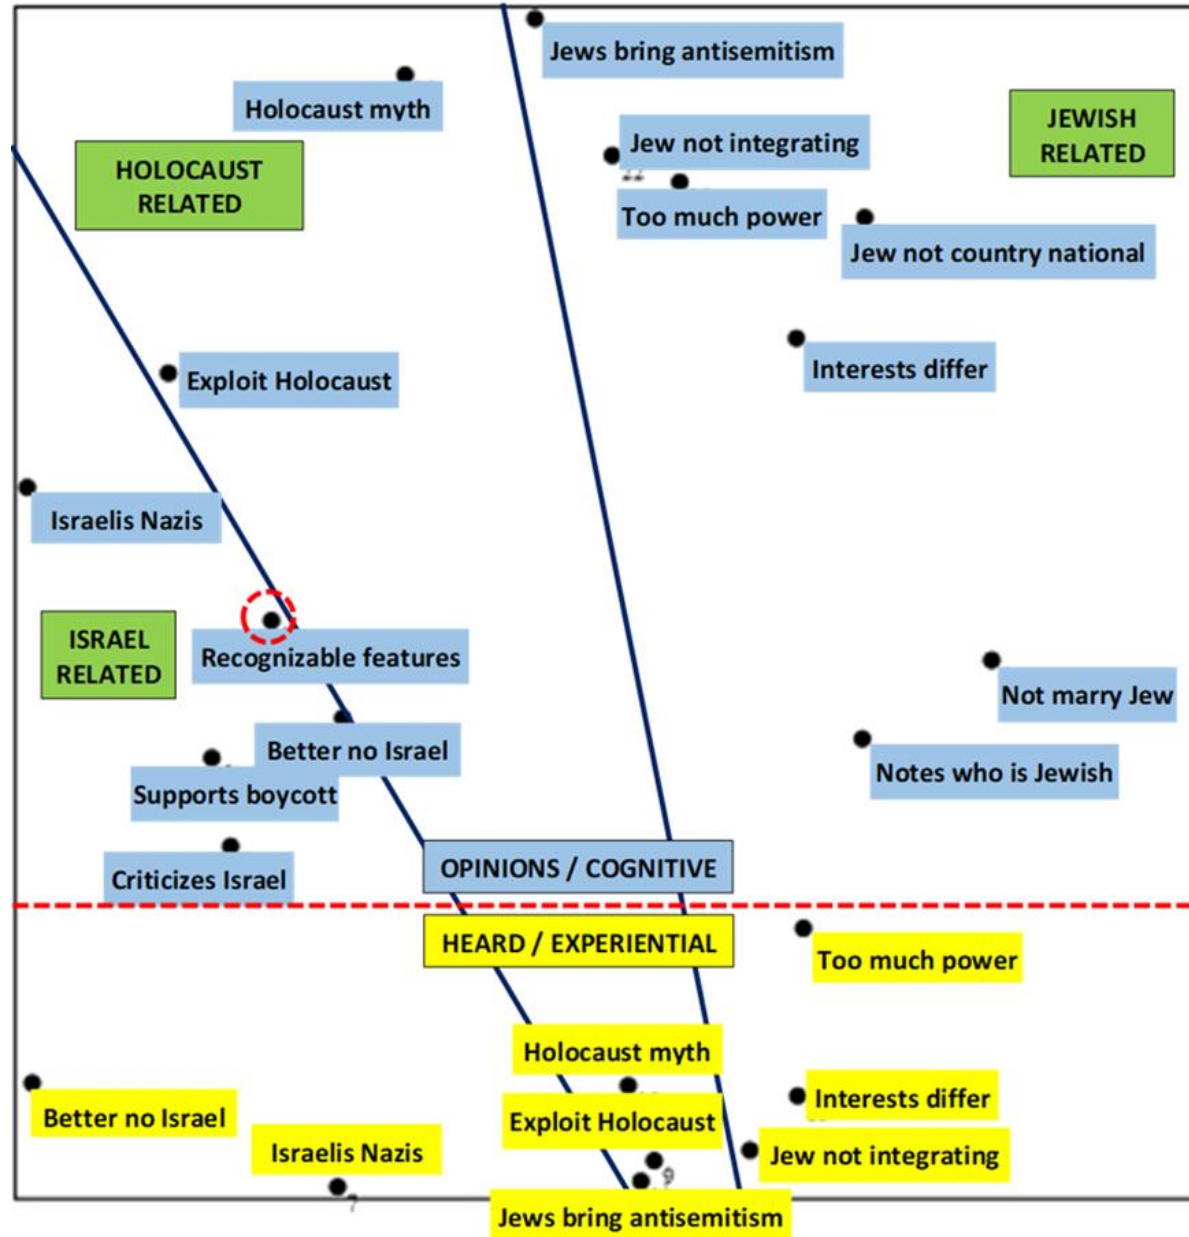 Jews bring antisemitism
Holocaust myth
JEWISH
RELATED
Jew not integrating
HOLOCAUST
RELATED
22
Too much power
Jew not country national
Interests differ
Exploit Holocaust
Israelis Nazis
ISRAEL
RELATED
Recognizable features
Not marry Jew
Better no Israel
Notes who is Jewish
Supports boycott
OPINIONS / COGNITIVE
Criticizes Israel
HEARD / EXPERIENTIAL
Too much power
Holocaust myth
Better no Israel
Interests differ
Exploit Holocaust
Israelis Nazis
Jew not integrating
9
7
Jews bring antisemitism